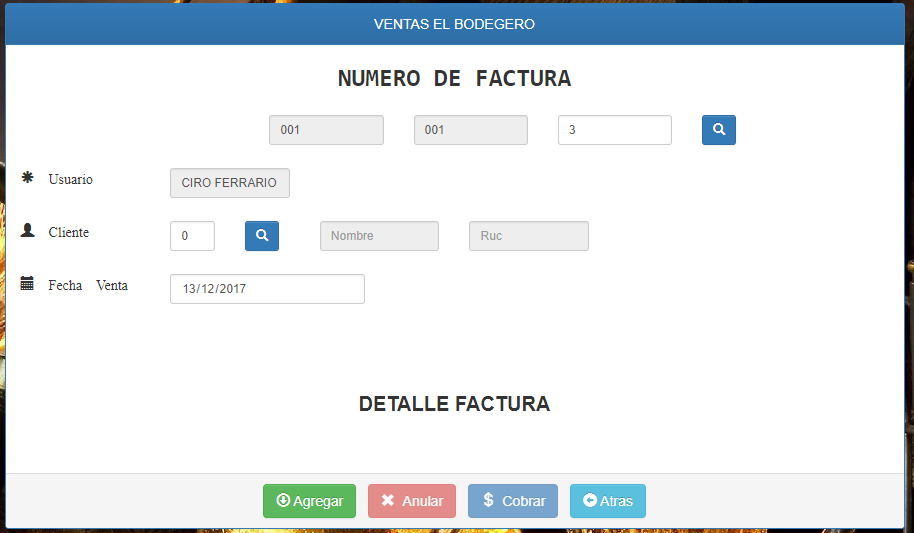 VENTAS EL BODEGERO
NUMERO DE FACTURA
001 001 3
Usuario CIRO FERRARIO
Cliente 0 Nombre Ruc
Fecha Venta 13/12/2017
DETALLE FACTURA
Agregar Anular $ Cobrar Atras